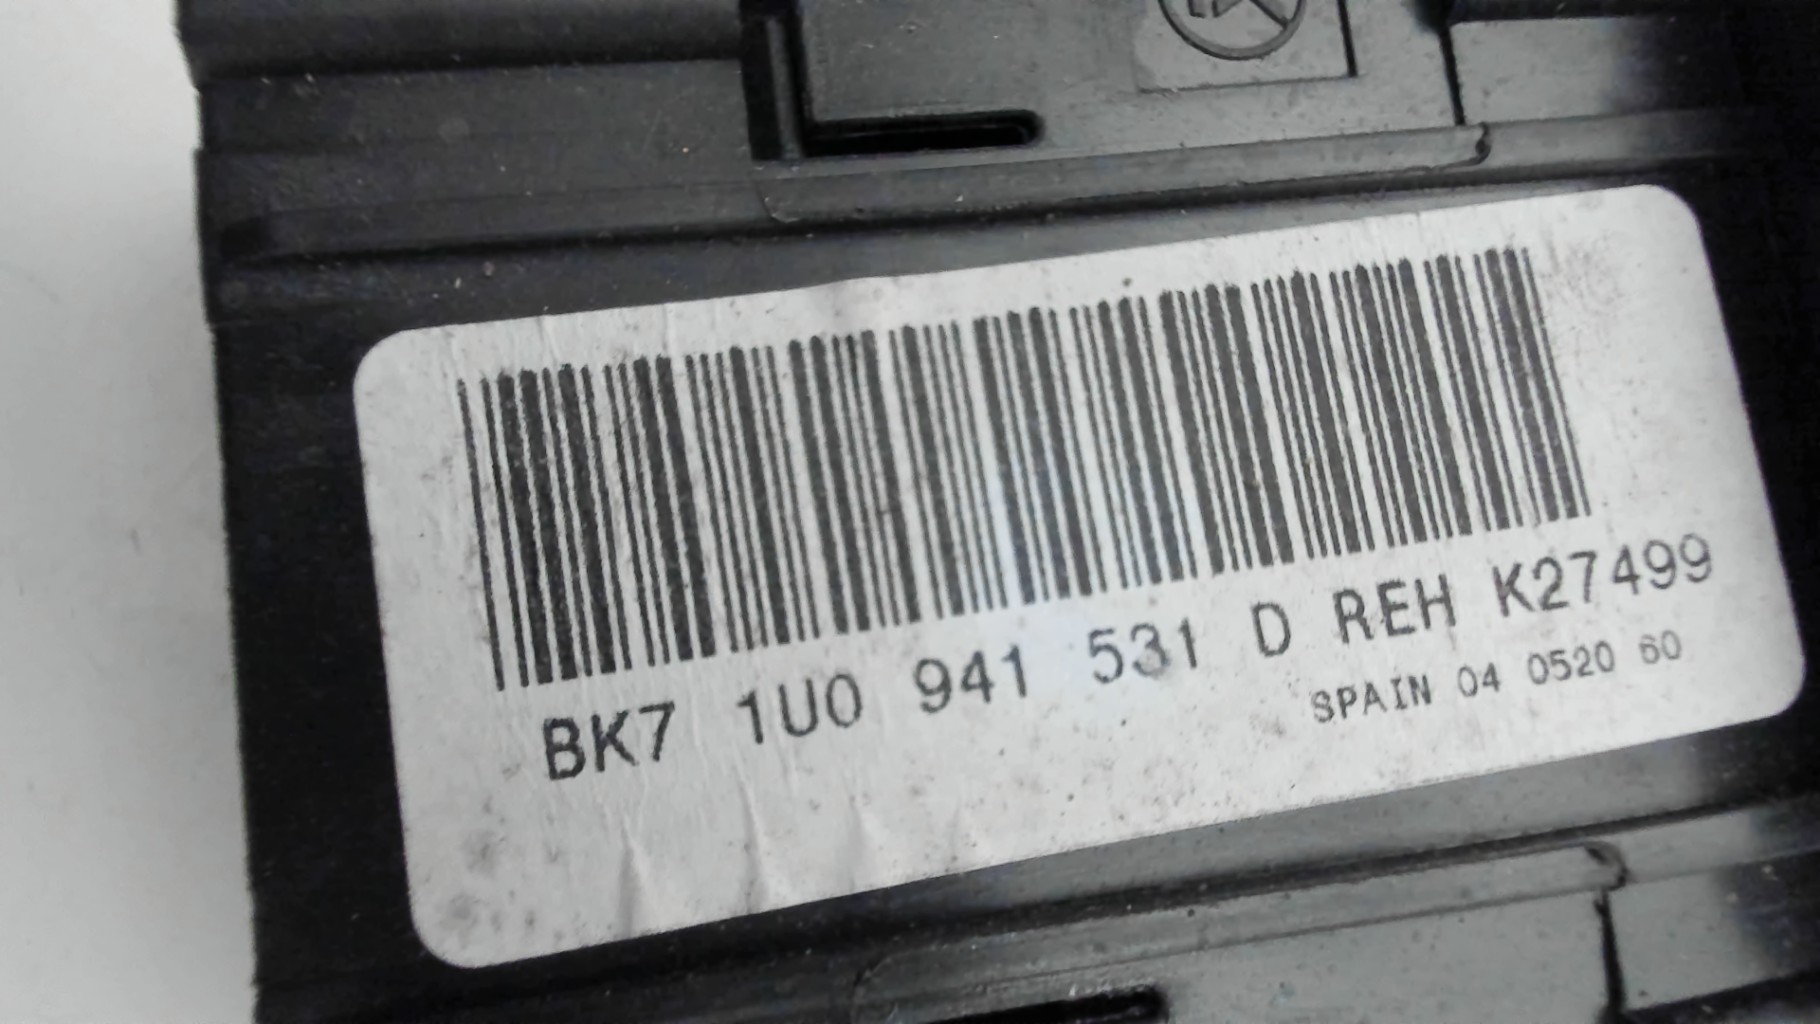 BK7 1U0 941 531 D REH K27499
SPAIN 04 0520 60